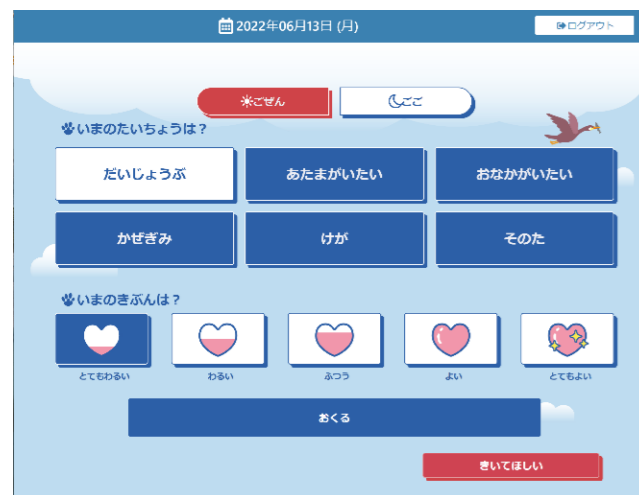 2022年06月13日 (月)
ログアウト
ごぜん
ごご
いまのたいちょうは？
だいじょうぶ
あたまがいたい
おなかがいたい
かぜぎみ
けが
そのた
いまのきぶんは？
とてもわるい
わるい
ふつう
よい
とてもよい
おくる
きいてほしい